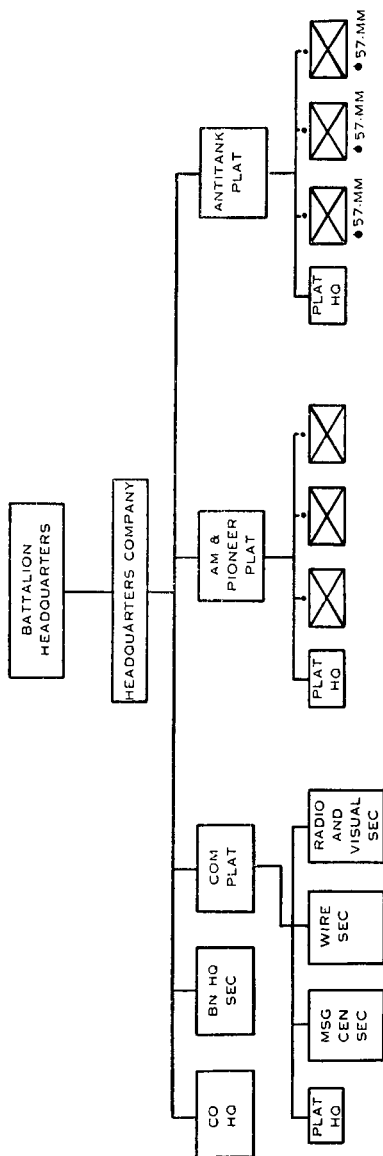 BATTALION
HEADQUARTERS
HEADQUARTERS COMPANY
CO
HQ
BN HQ
SEC
COM
PLAT
AM &
PIONEER
PLAT
ANTITANK
PLAT
PLAT
HQ
MSG
CEN
SEC
WIRE
SEC
RADIO
AND
VISUAL
SEC
PLAT
HQ
PLAT
HQ
57-MM
57-MM
57-MM